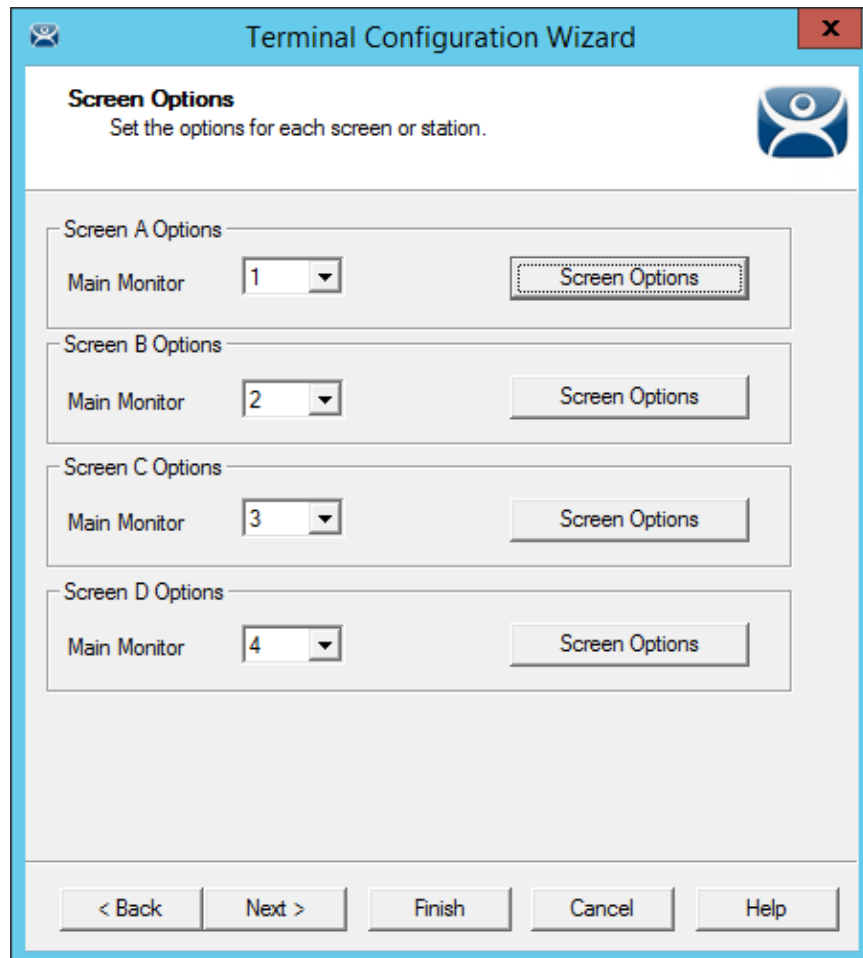 Terminal Configuration Wizard
x
Screen Options
Set the options for each screen or station.
Screen A Options
Main Monitor 1 Screen Options
Screen B Options
Main Monitor 2 Screen Options
Screen C Options
Main Monitor 3 Screen Options
Screen D Options
Main Monitor 4 Screen Options
< Back Next > Finish Cancel Help